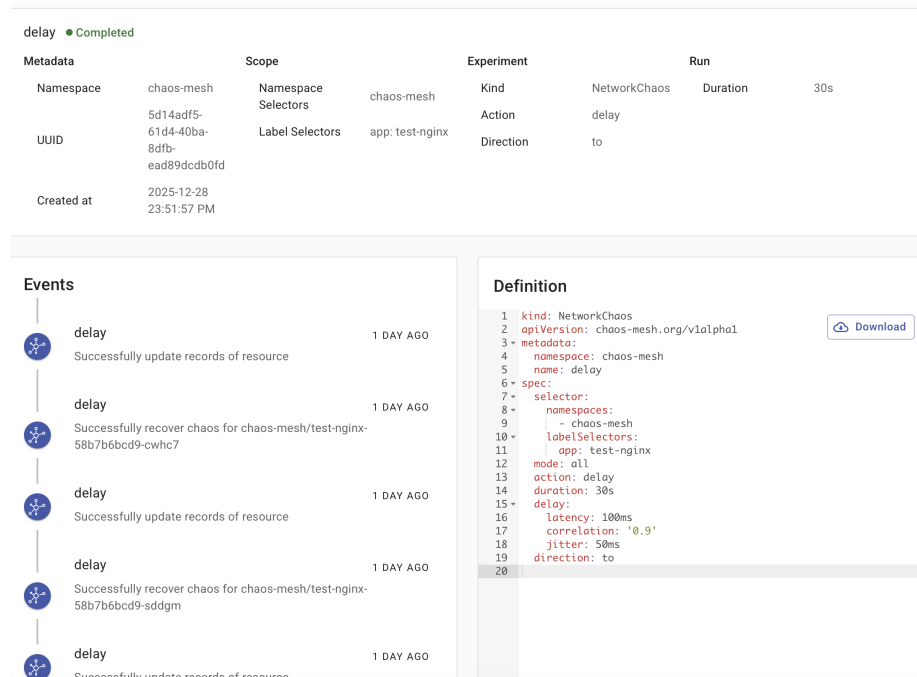 delay Completed
Metadata
Namespace chaos-mesh
UUID 5d14adf5-
61d4-40ba-
8dfb-
ead89dcdb0fd
Created at 2025-12-28
23:51:57 PM
Scope
Namespace
Selectors chaos-mesh
Label Selectors app: test-nginx
Experiment
Kind NetworkChaos
Action delay
Direction to
Run
Duration 30s
Events
delay 1 DAY AGO
Successfully update records of resource
delay 1 DAY AGO
Successfully recover chaos for chaos-mesh/test-nginx-
58b7b6bcd9-cwhc7
delay 1 DAY AGO
Successfully update records of resource
delay 1 DAY AGO
Successfully recover chaos for chaos-mesh/test-nginx-
58b7b6bcd9-sddgm
delay 1 DAY AGO
Successfully update records of resource
Definition
Download
1 kind: NetworkChaos
2 apiVersion: chaos-mesh.org/v1alpha1
3 metadata:
4 namespace: chaos-mesh
5 name: delay
6 spec:
7 selector:
8 namespaces:
9 - chaos-mesh
10 labelSelectors:
11 app: test-nginx
12 mode: all
13 action: delay
14 duration: 30s
15 delay:
16 latency: 100ms
17 correlation: '0.9'
18 jitter: 50ms
19 direction: to
20